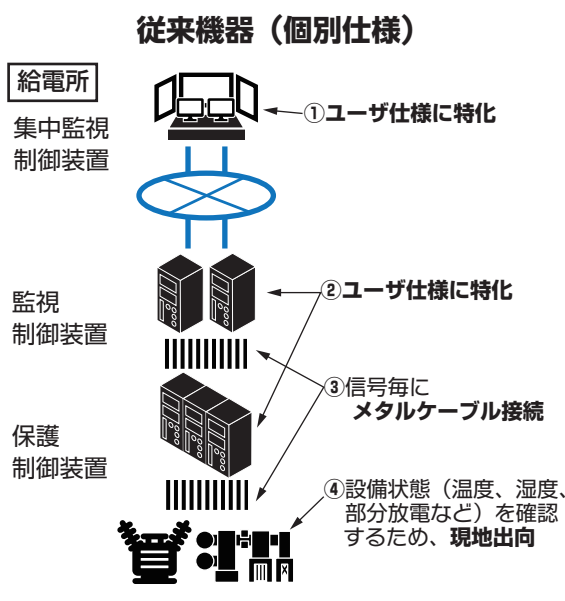 従来機器（個別仕様）
給電所
集中監視
制御装置
①ユーザ仕様に特化
監視
制御装置
②ユーザ仕様に特化
③信号毎に
メタルケーブル接続
保護
制御装置
④設備状態（温度、湿度、
部分放電など）を確認
するため、現地出向